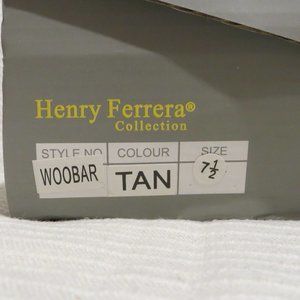 Henry Ferrera®
Collection
STYLE NO COLOUR SIZE
WOOBAR TAN 7½